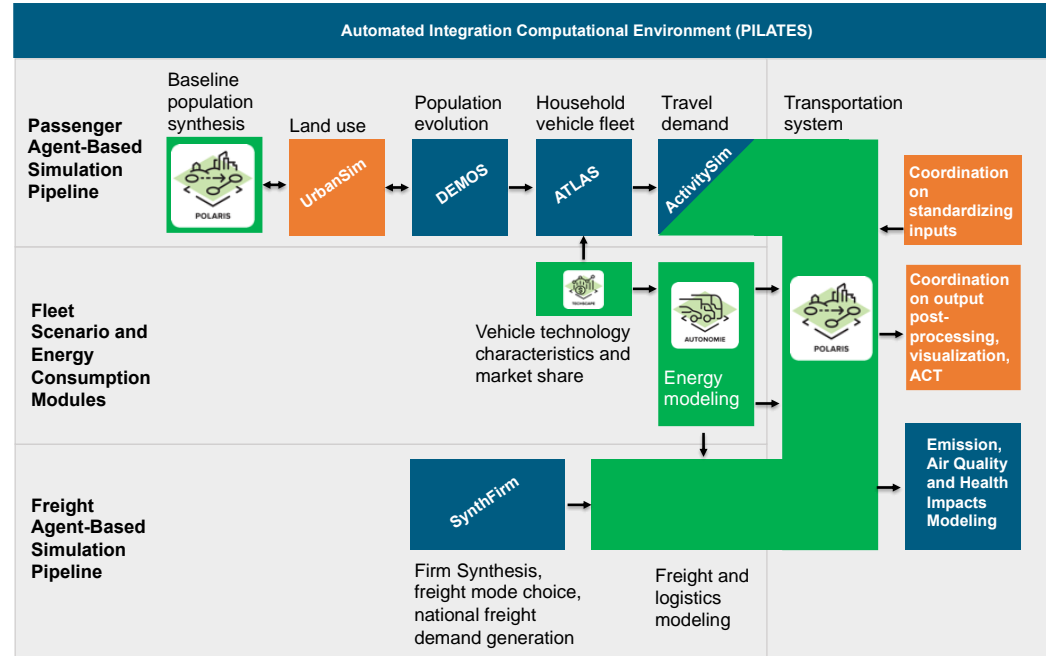 Automated Integration Computational Environment (PILATES)
Passenger
Agent-Based
Simulation
Pipeline
Baseline
population
synthesis
POLARIS
Land use
UrbanSim
Population
evolution
DEMOS
Household
vehicle fleet
ATLAS
Travel
demand
ActivitySim
Transportation
system
Coordination
on
standardizing
inputs
Fleet
Scenario and
Energy
Consumption
Modules
TECHSCAPE
Vehicle technology
characteristics and
market share
AUTONOMIE
Energy
modeling
POLARIS
Coordination
on output
post-
processing,
visualization,
ACT
Freight
Agent-Based
Simulation
Pipeline
SynthFirm
Firm Synthesis,
freight mode choice,
national freight
demand generation
Freight and
logistics
modeling
Emission,
Air Quality
and Health
Impacts
Modeling